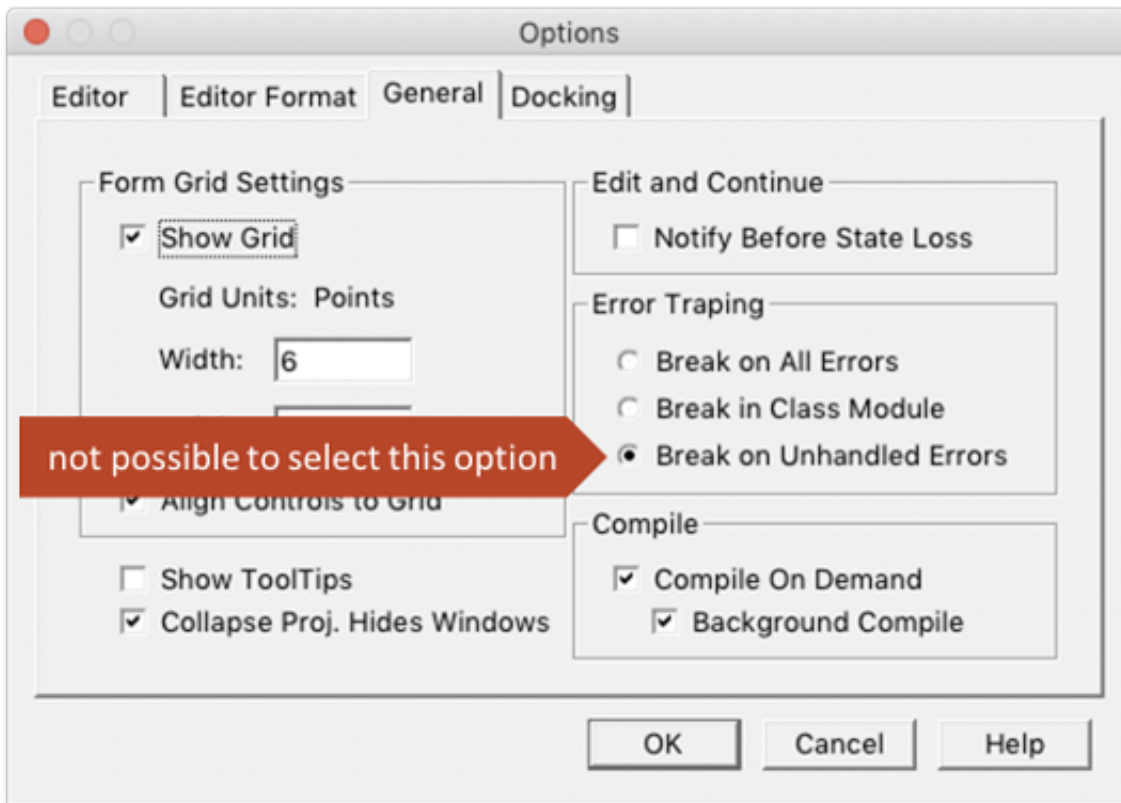 Options
Editor
Editor Format
General
Docking
Form Grid Settings
Show Grid
Grid Units: Points
Width: 6
not possible to select this option
Align Controls to Grid
Show ToolTips
Collapse Proj. Hides Windows
Edit and Continue
Notify Before State Loss
Error Traping
Break on All Errors
Break in Class Module
Break on Unhandled Errors
Compile
Compile On Demand
Background Compile
OK
Cancel
Help